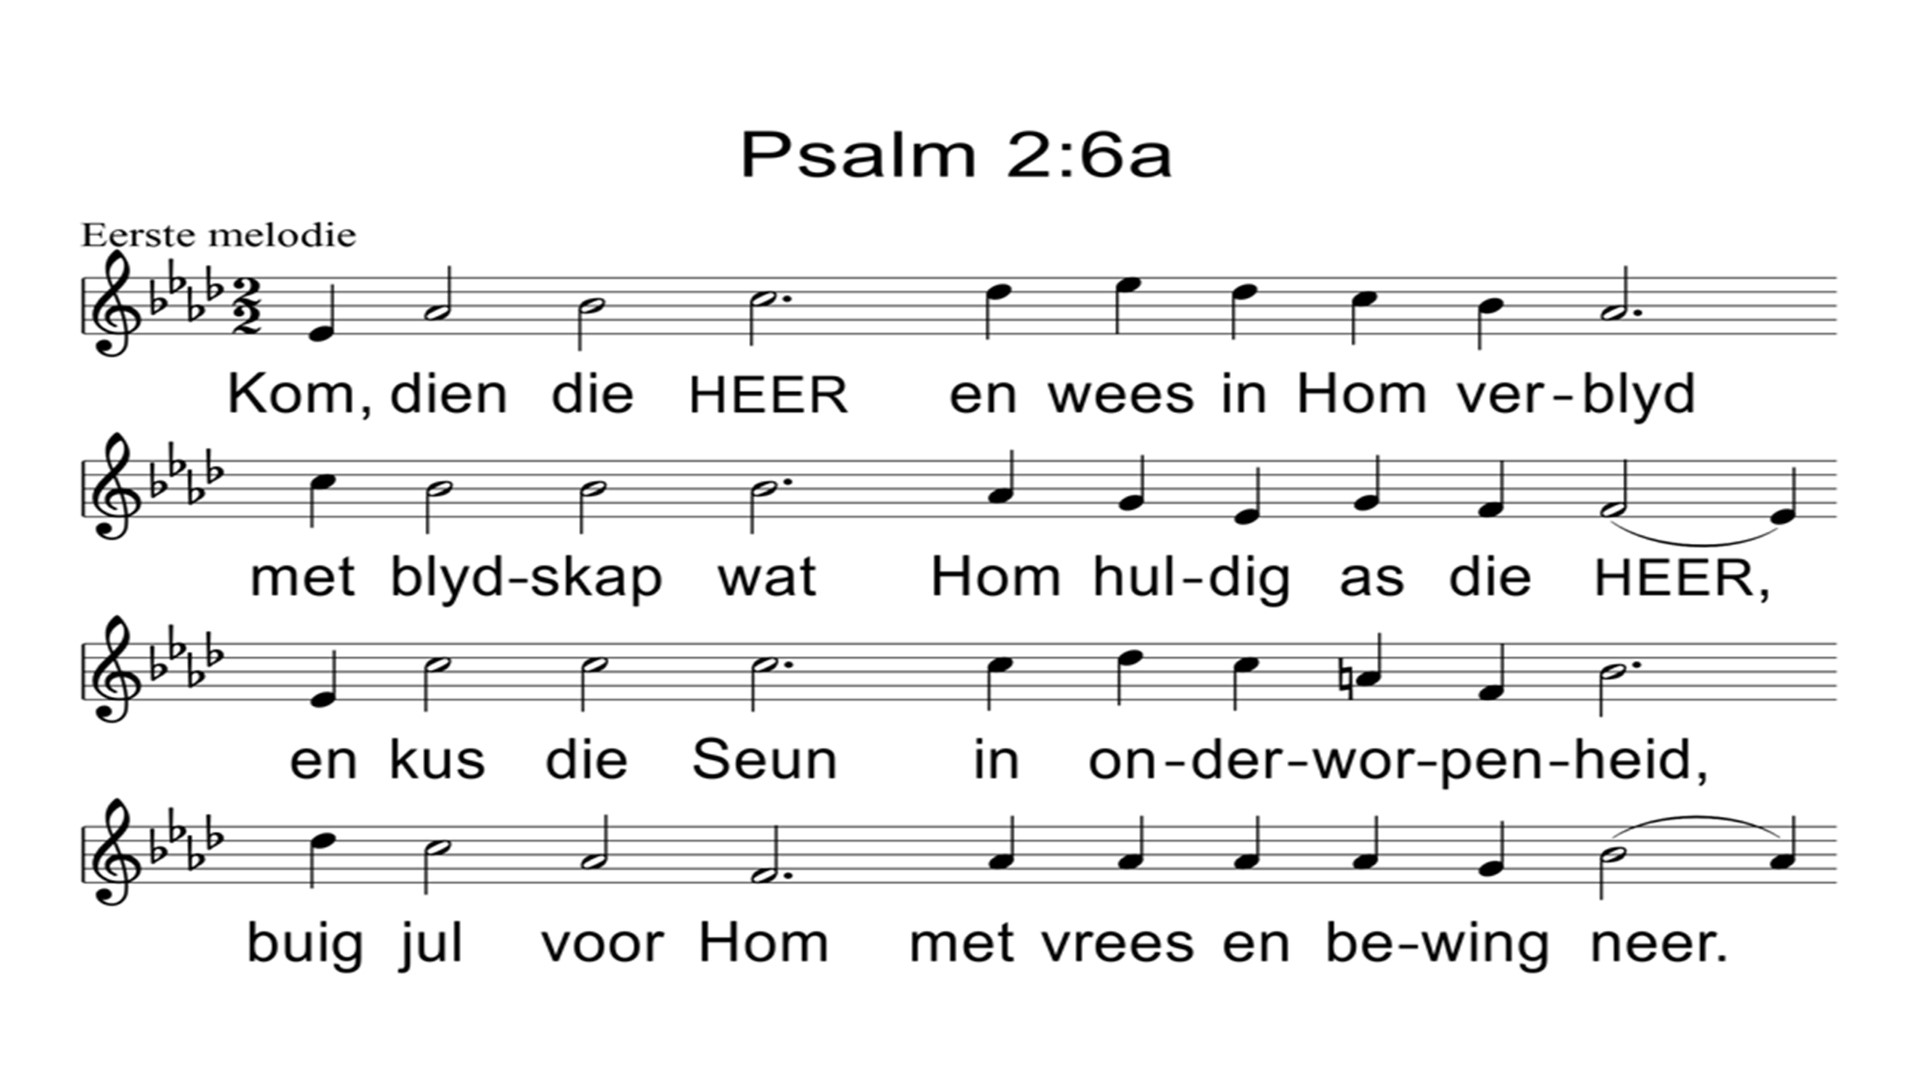 Psalm 2:6a
Eerste melodie
Kom, dien die HEER en wees in Hom ver-blyd
met blyd-skap wat Hom hul-dig as die HEER,
en kus die Seun in on-der-wor-pen-heid,
buig jul voor Hom met vrees en be-wing neer.